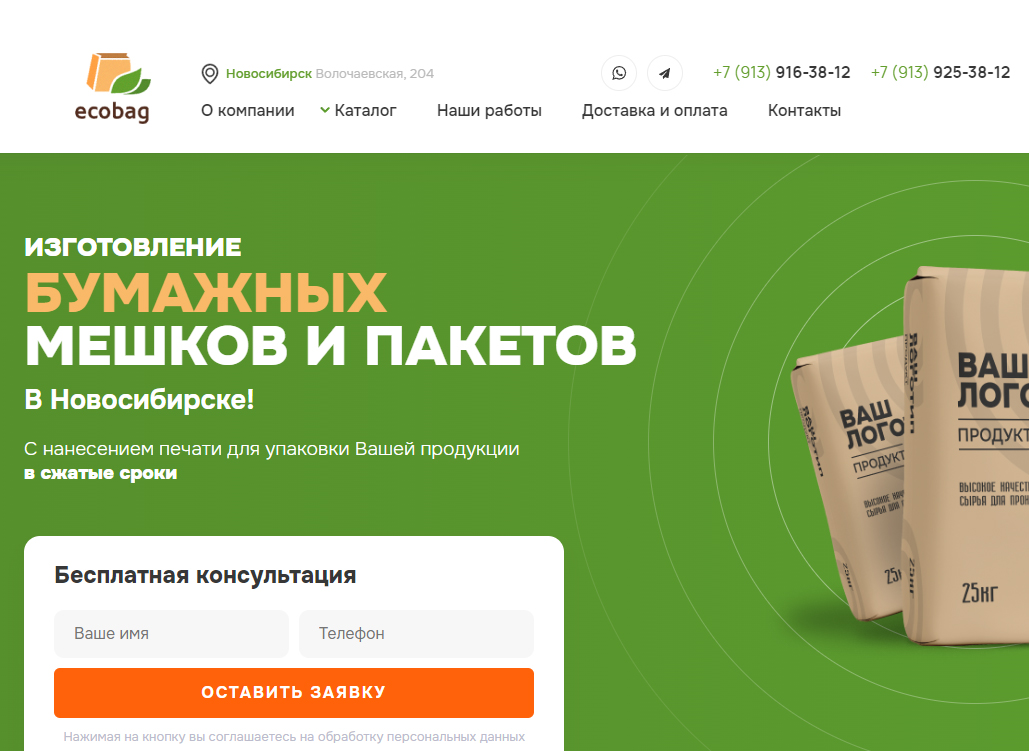 ecobag
Новосибирск Волочаевская, 204
+7 (913) 916-38-12
+7 (913) 925-38-12
О компании
Каталог
Наши работы
Доставка и оплата
Контакты
ИЗГОТОВЛЕНИЕ
БУМАЖНЫХ
МЕШКОВ И ПАКЕТОВ
В Новосибирске!
С нанесением печати для упаковки Вашей продукции
в сжатые сроки
Бесплатная консультация
Ваше имя
Телефон
ОСТАВИТЬ ЗАЯВКУ
Нажимая на кнопку вы соглашаетесь на обработку персональных данных
ВАШ
ЛОГО
ПРОДУКТ
ВЫСОКОЕ
25кг
ВАШ
ЛОГО
ПРОДУКТ
ВЫСОКОЕ КАЧЕСТ
СЫРЬЯ ДЛЯ ПРОИ
25кг